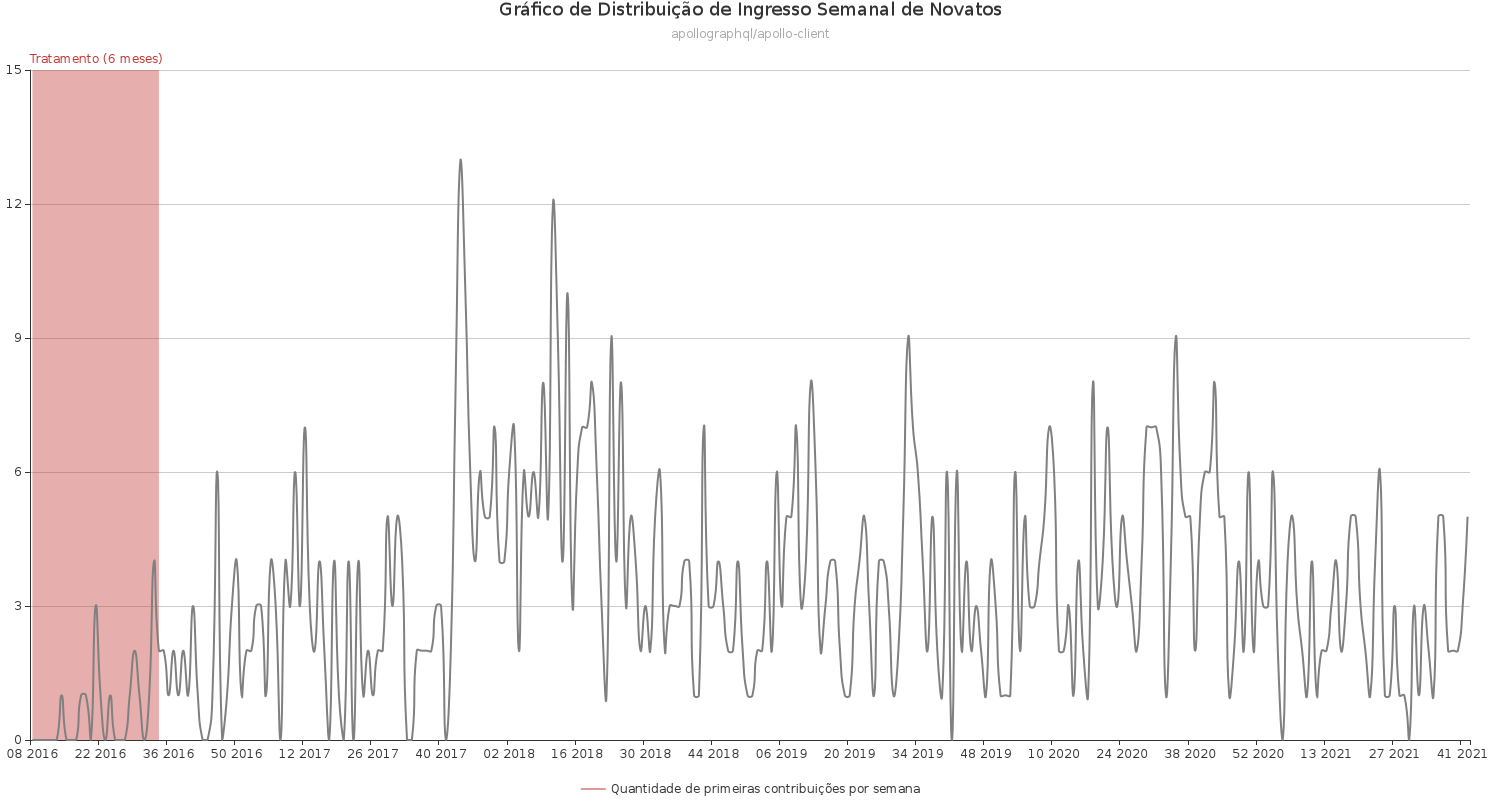 Gráfico de Distribuição de Ingresso Semanal de Novatos
apollographql/apollo-client
Tratamento (6 meses)
15
12
9
6
3
0
08 2016 22 2016 36 2016 50 2016 12 2017 26 2017 40 2017 02 2018 16 2018 30 2018 44 2018 06 2019 20 2019 34 2019 48 2019 10 2020 24 2020 38 2020 52 2020 13 2021 27 2021 41 2021
Quantidade de primeiras contribuições por semana